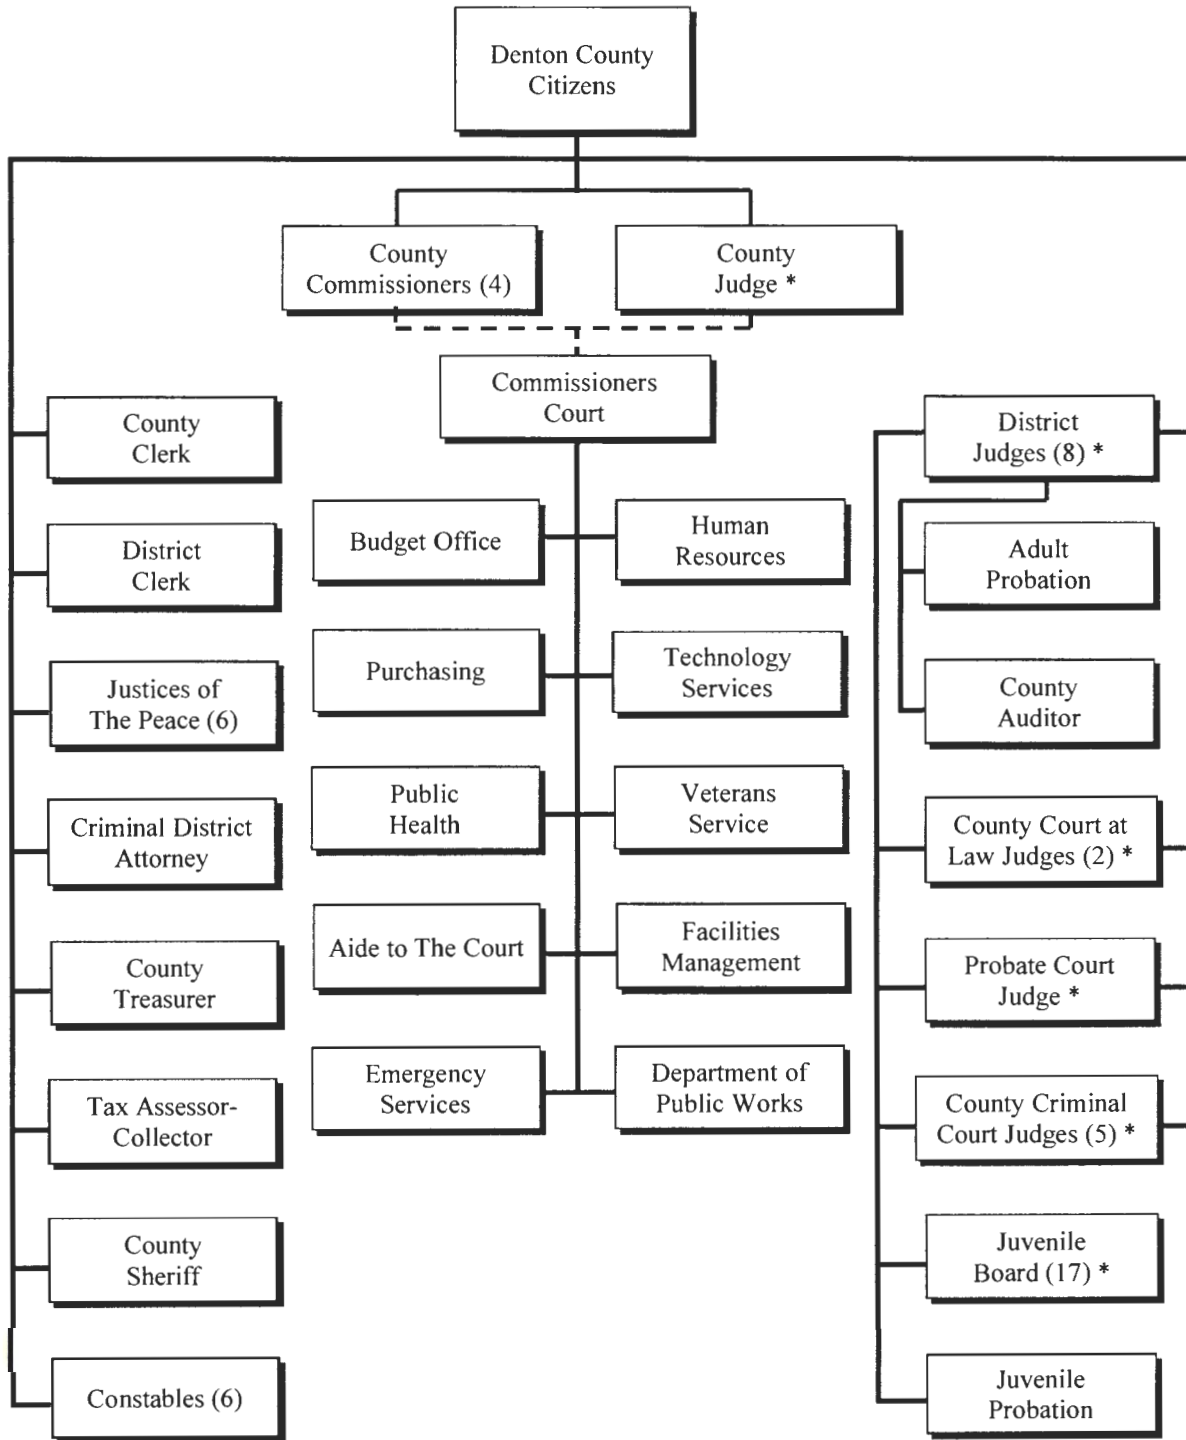 Denton County
Citizens
County
Commissioners (4)
County
Judge *
Commissioners
Court
County
Clerk
District
Clerk
Justices of
The Peace (6)
Criminal District
Attorney
County
Treasurer
Tax Assessor-
Collector
County
Sheriff
Constables (6)
Budget Office
Human
Resources
Purchasing
Technology
Services
Public
Health
Veterans
Service
Aide to The Court
Facilities
Management
Emergency
Services
Department of
Public Works
District
Judges (8) *
Adult
Probation
County
Auditor
County Court at
Law Judges (2) *
Probate Court
Judge *
County Criminal
Court Judges (5) *
Juvenile
Board (17) *
Juvenile
Probation